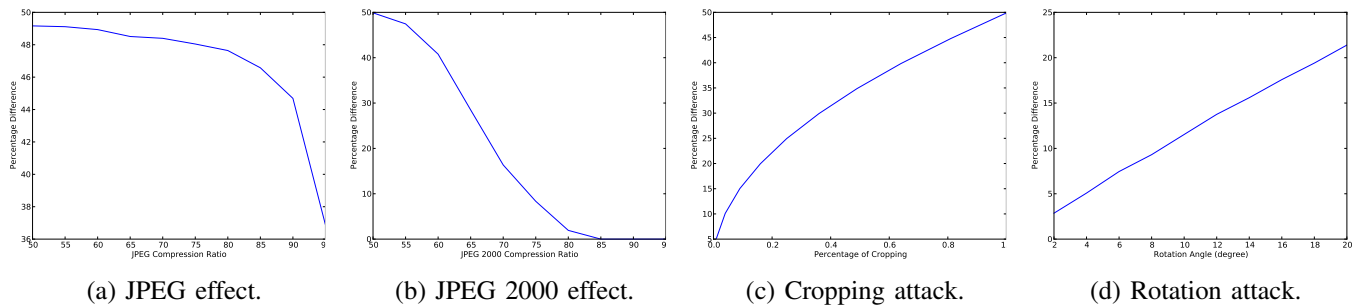 50
48
46
44
42
40
38
36
Percentage Difference
50 55 60 65 70 75 80 85 90 9
JPEG Compression Ratio
(a) JPEG effect.
50
40
30
20
10
0
Percentage Difference
50 55 60 65 70 75 80 85 90 9
JPEG 2000 Compression Ratio
(b) JPEG 2000 effect.
50
45
40
35
30
25
20
15
10
5
Percentage Difference
0.0 0.2 0.4 0.6 0.8 1
Percentage of Cropping
(c) Cropping attack.
25
20
15
10
5
0
Percentage Difference
2 4 6 8 10 12 14 16 18 20
Rotation Angle (degree)
(d) Rotation attack.